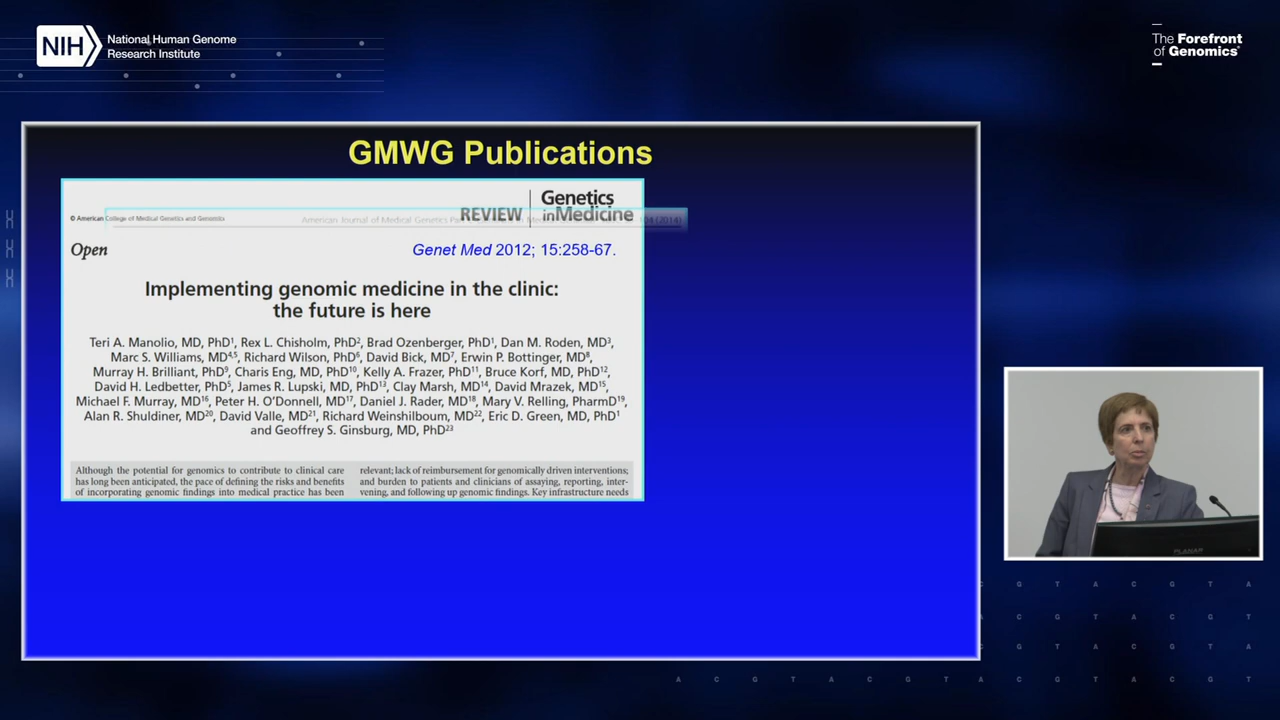 NIH
National Human Genome
Research Institute
The Forefront
of Genomics®
GMWG Publications
Genetics
© American College of Medical Genetics and Genomics
REVIEW
inMedicine
American Journal of Medical Genetics
(2014)
Open
Genet Med 2012; 15:258-67.
Implementing genomic medicine in the clinic:
the future is here
Teri A. Manolio, MD, PhD1, Rex L. Chisholm, PhD2, Brad Ozenberger, PhD1, Dan M. Roden, MD3,
Marc S. Williams, MD4,5, Richard Wilson, PhD6, David Bick, MD7, Erwin P. Bottinger, MD8,
Murray H. Brilliant, PhD9, Charis Eng, MD, PhD10, Kelly A. Frazer, PhD11, Bruce Korf, MD, PhD12,
David H. Ledbetter, PhD5, James R. Lupski, MD, PhD13, Clay Marsh, MD14, David Mrazek, MD15,
Michael F. Murray, MD16, Peter H. O'Donnell, MD17, Daniel J. Rader, MD18, Mary V. Relling, PharmD19,
Alan R. Shuldiner, MD20, David Valle, MD21, Richard Weinshilboum, MD22, Eric D. Green, MD, PhD1
and Geoffrey S. Ginsburg, MD, PhD23
Although the potential for genomics to contribute to clinical care
has long been anticipated, the pace of defining the risks and benefits
of incorporating genomic findings into medical practice has been
relevant; lack of reimbursement for genomically driven interventions;
and burden to patients and clinicians of assaying, reporting, inter-
vening, and following up genomic findings. Key infrastructure needs
PLANAR
C G T A C G T A
A C G T A C G T
C G T A C G T A
A C G T A C G T A C G T A C G T